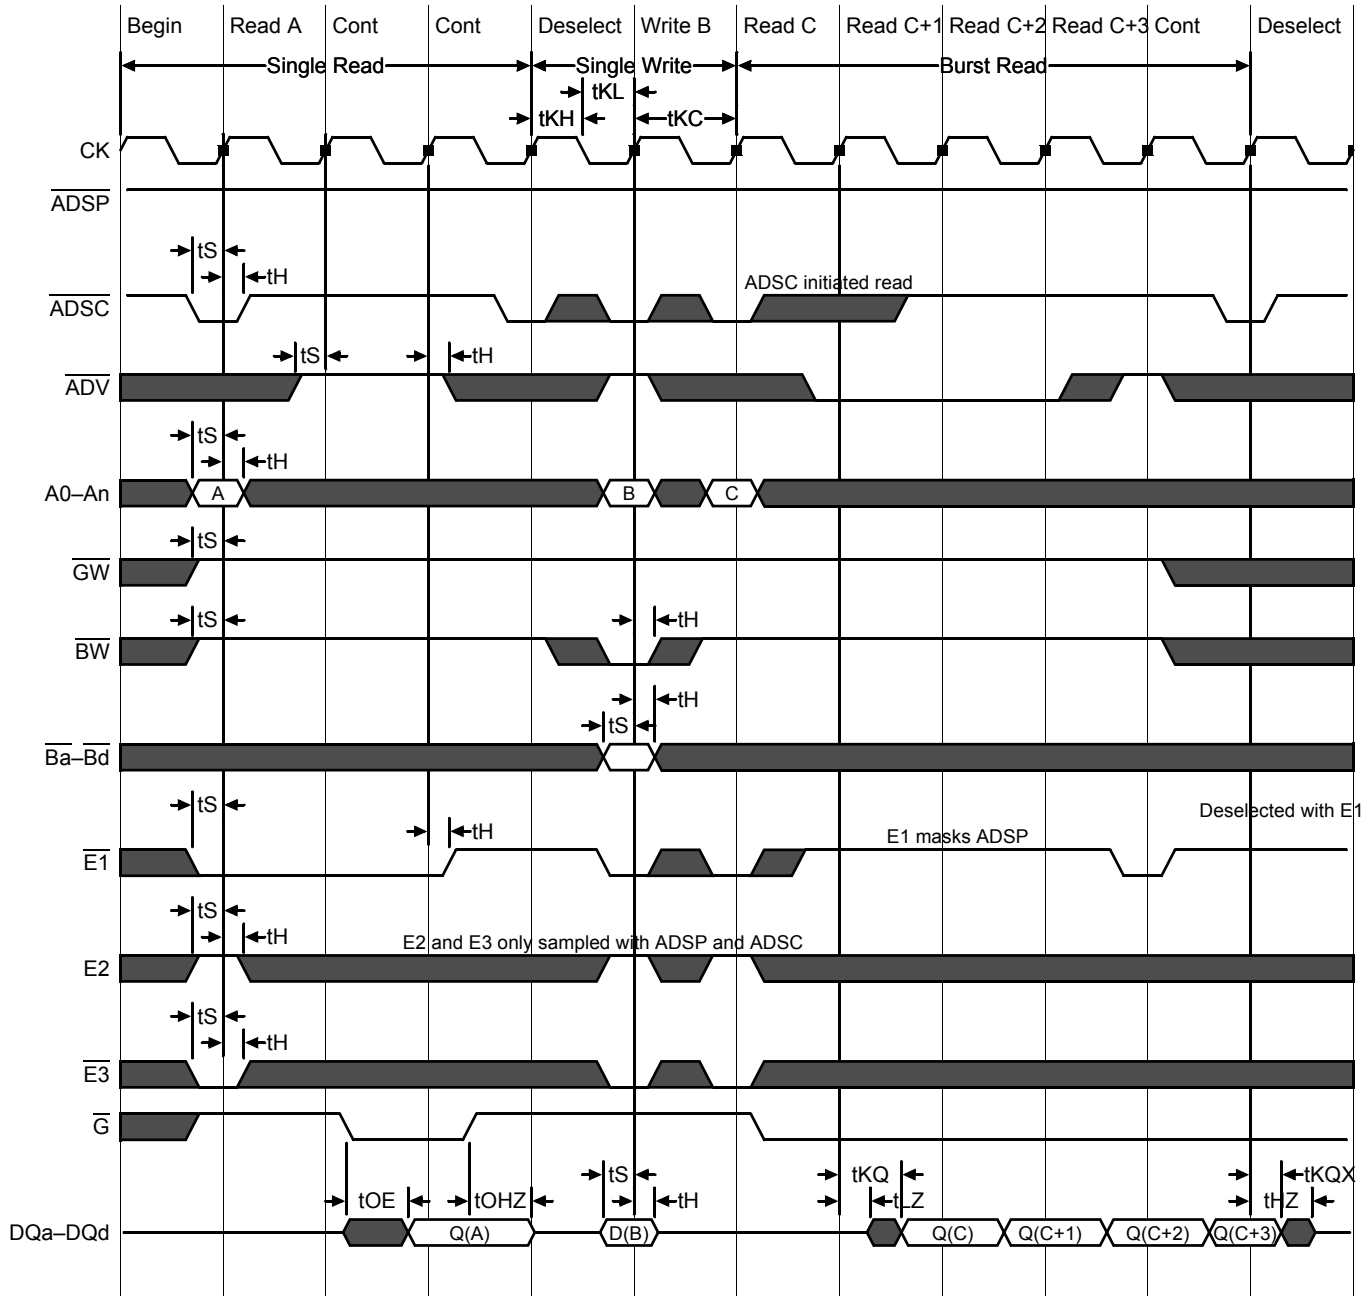 Begin Read A Cont Cont Deselect Write B Read C Read C+1 Read C+2 Read C+3 Cont Deselect
Single Read Single Write Burst Read
tKL
tKH tKC
CK
ADSP
tS
tH
ADSC initiated read
ADSC
tS tH
ADV
tS
tH
A0–An A B C
tS
GW
tS tH
BW
tH
tS
Ba–Bd
tS
Deselected with E1
tH
E1 masks ADSP
E1
tS
tH
E2 and E3 only sampled with ADSP and ADSC
E2
tS
tH
E3
G
tS tKQ tKQX
tOE tOHZ tH tLZ tHZ
DQa–DQd Q(A) D(B) Q(C) Q(C+1) Q(C+2) Q(C+3)